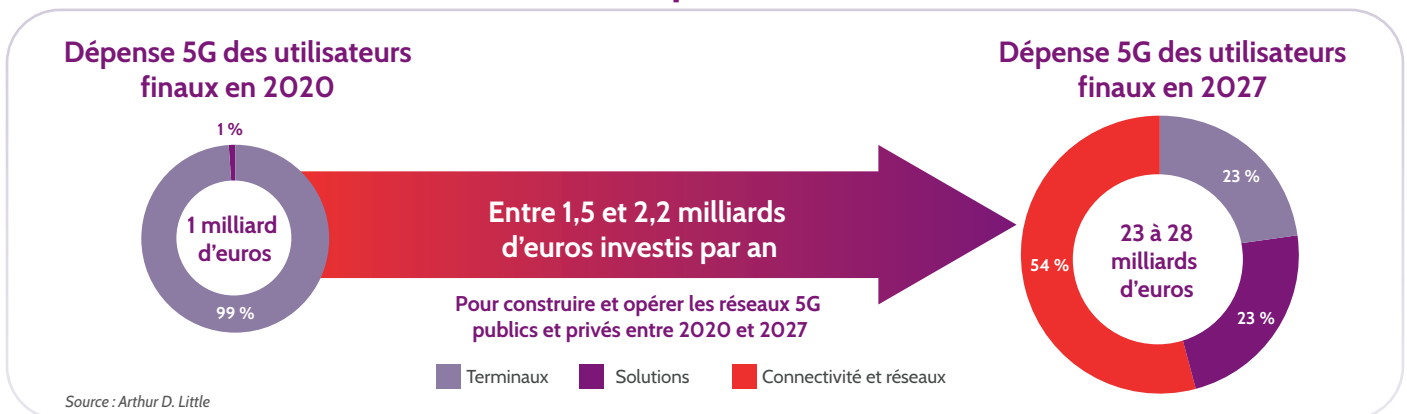 Dépense 5G des utilisateurs
finaux en 2020
1 %
1 milliard
d’euros
99 %
Entre 1,5 et 2,2 milliards
d’euros investis par an
Pour construire et opérer les réseaux 5G
publics et privés entre 2020 et 2027
Dépense 5G des utilisateurs
finaux en 2027
23 %
54 %
23 à 28
milliards
d’euros
23 %
Terminaux
Solutions
Connectivité et réseaux
Source : Arthur D. Little